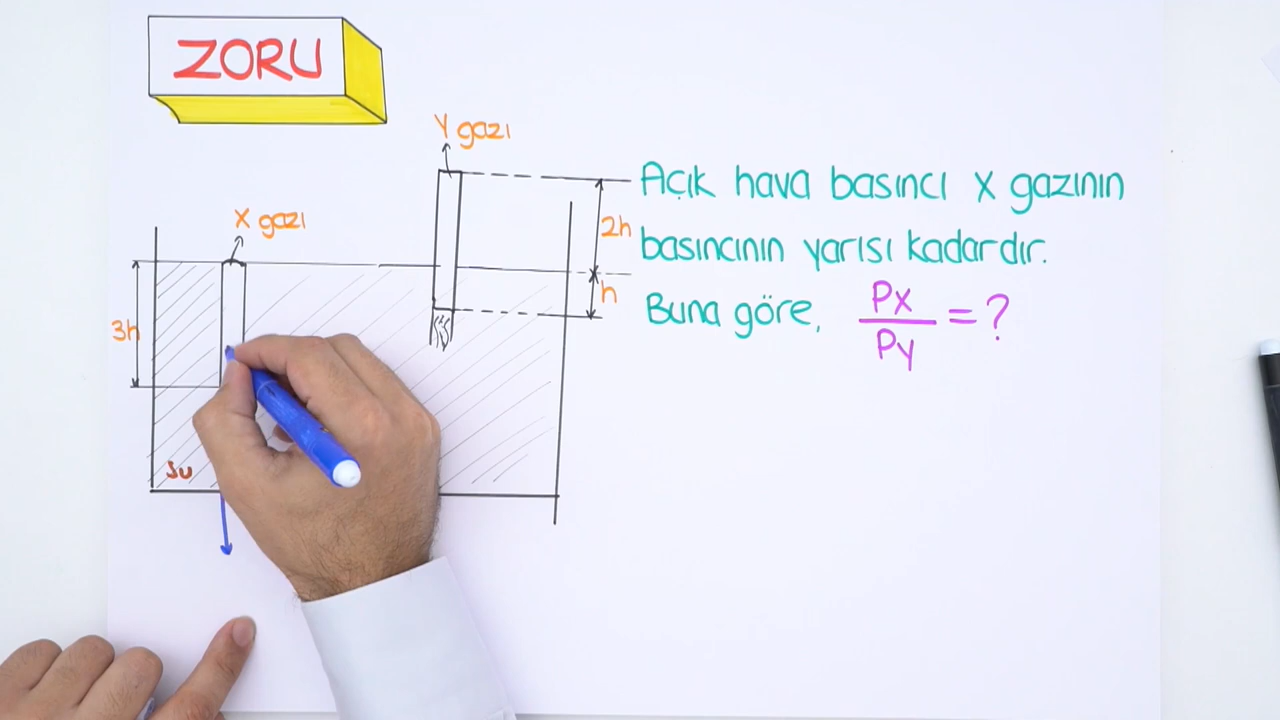 ZORU
Y gazı
X gazı
2h
h
3h
Su
Açık hava basıncı X gazının
basıncının yarısı kadardır.
Buna göre, Px / Py = ?